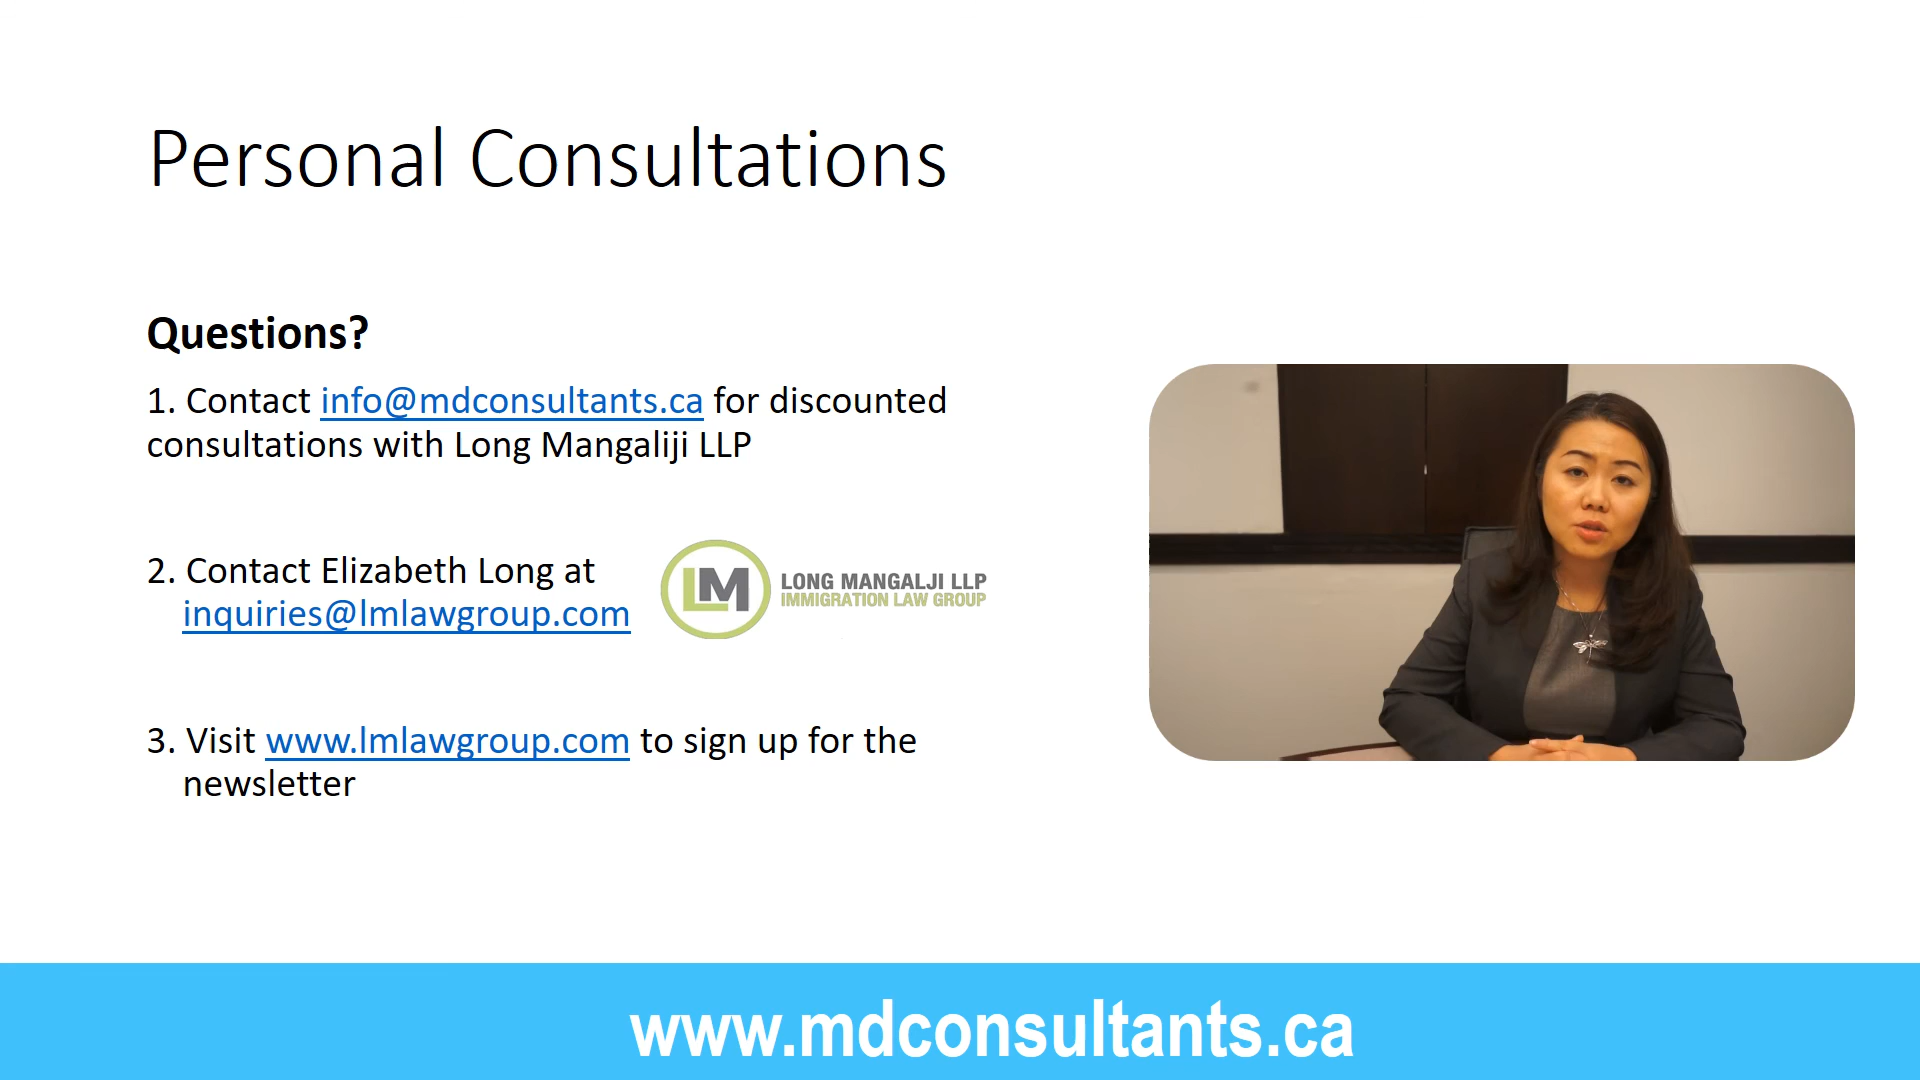 Personal Consultations
Questions?
1. Contact info@mdconsultants.ca for discounted
consultations with Long Mangaliji LLP
2. Contact Elizabeth Long at
inquiries@lmlawgroup.com
LM
LONG MANGALJI LLP
IMMIGRATION LAW GROUP
3. Visit www.lmlawgroup.com to sign up for the
newsletter
www.mdconsultants.ca